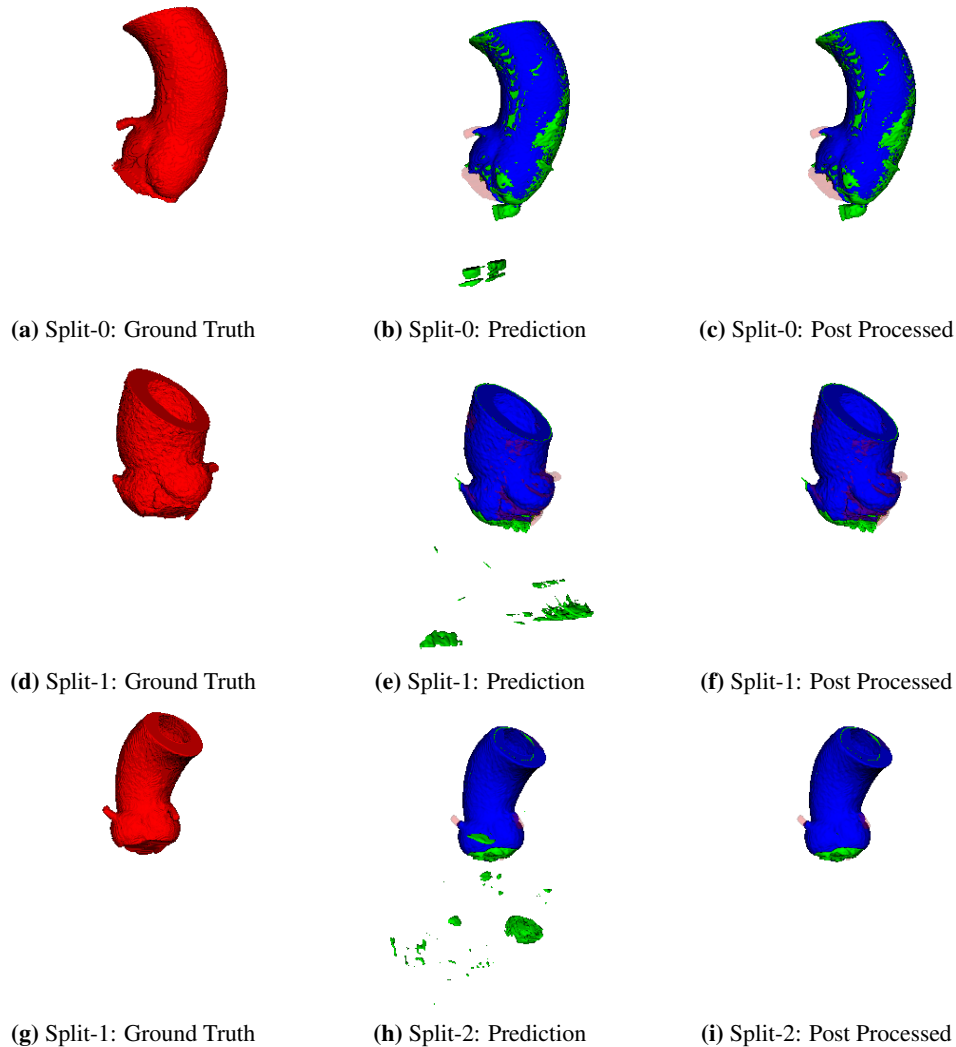 (a) Split-0: Ground Truth
(b) Split-0: Prediction
(c) Split-0: Post Processed
(d) Split-1: Ground Truth
(e) Split-1: Prediction
(f) Split-1: Post Processed
(g) Split-1: Ground Truth
(h) Split-2: Prediction
(i) Split-2: Post Processed